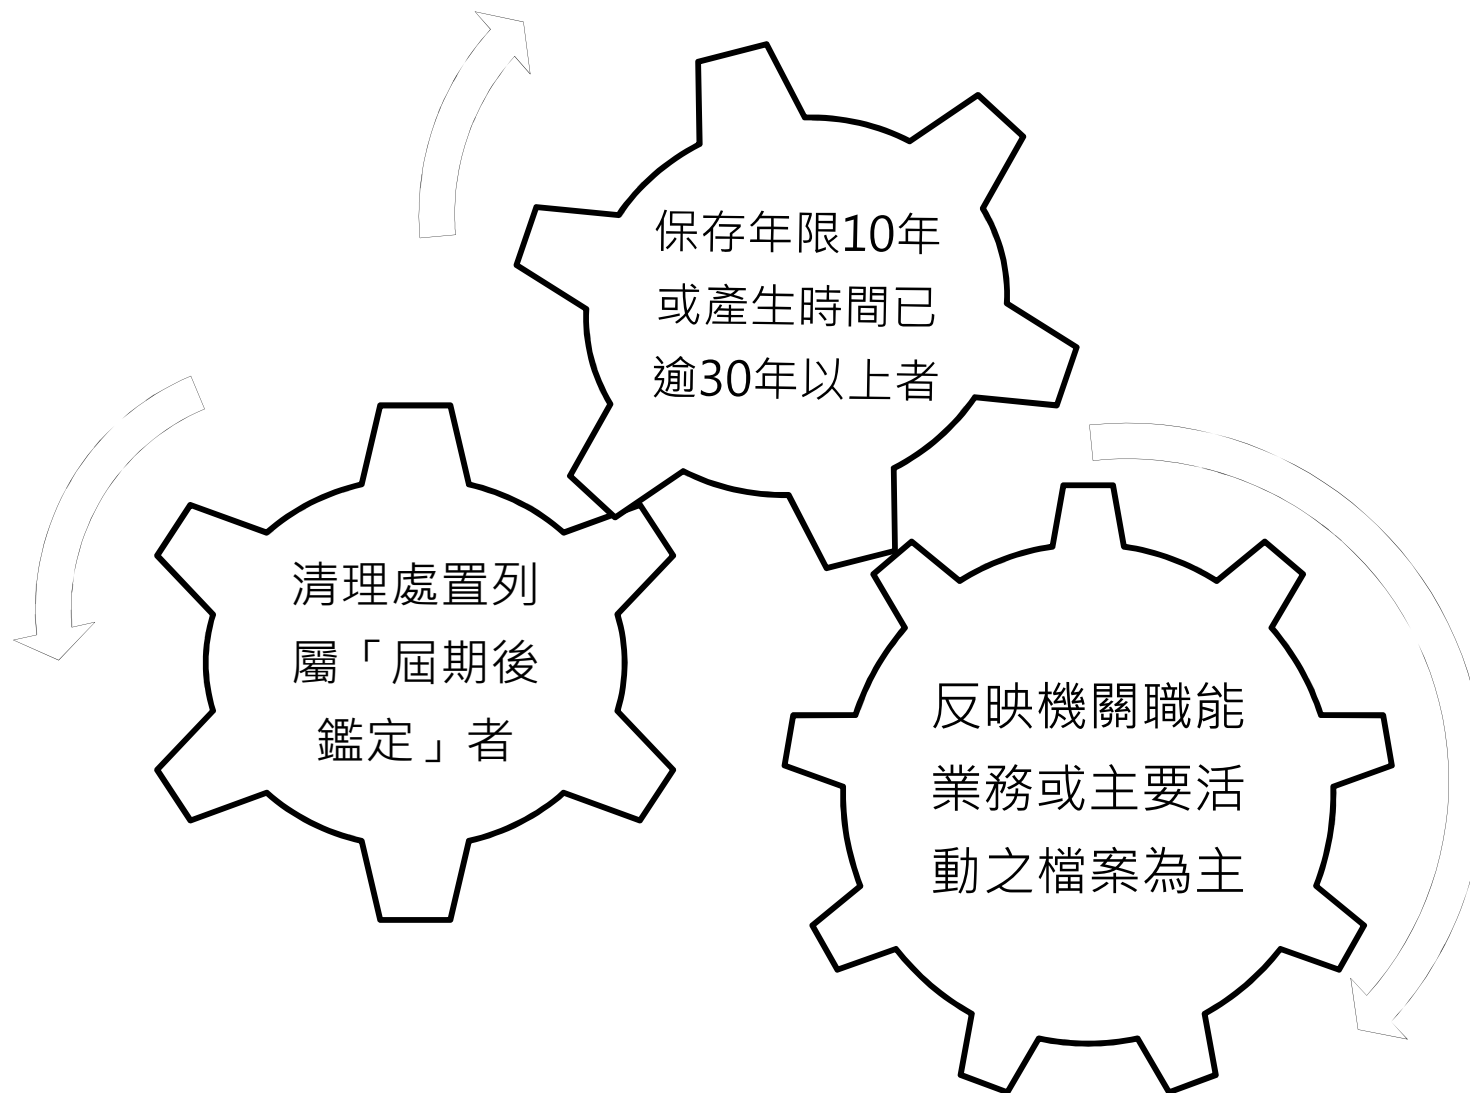 保存年限10年
或產生時間已
逾30年以上者
清理處置列
屬「屆期後
鑑定」者
反映機關職能
業務或主要活
動之檔案為主